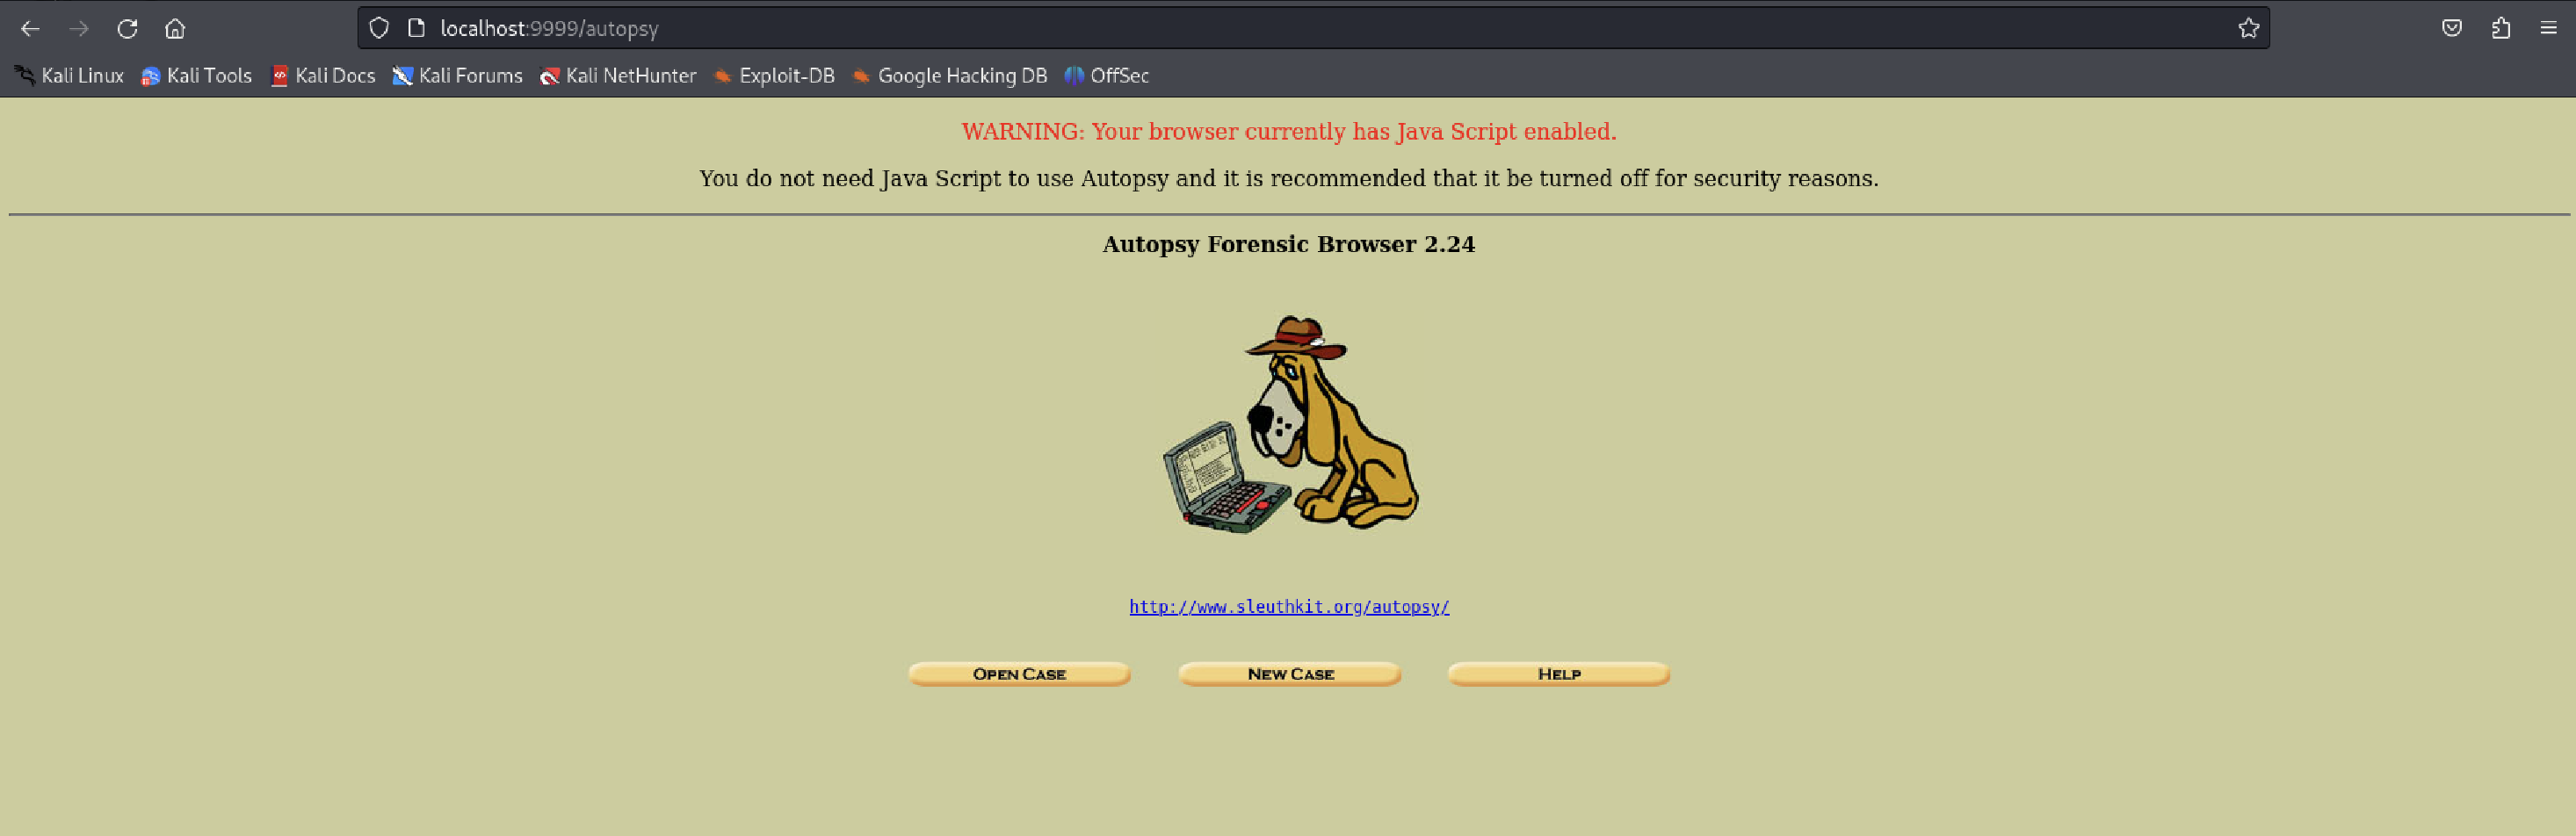 localhost:9999/autopsy
Kali Linux Kali Tools Kali Docs Kali Forums Kali NetHunter Exploit-DB Google Hacking DB OffSec
WARNING: Your browser currently has Java Script enabled.
You do not need Java Script to use Autopsy and it is recommended that it be turned off for security reasons.
Autopsy Forensic Browser 2.24
http://www.sleuthkit.org/autopsy/
OPEN CASE NEW CASE HELP